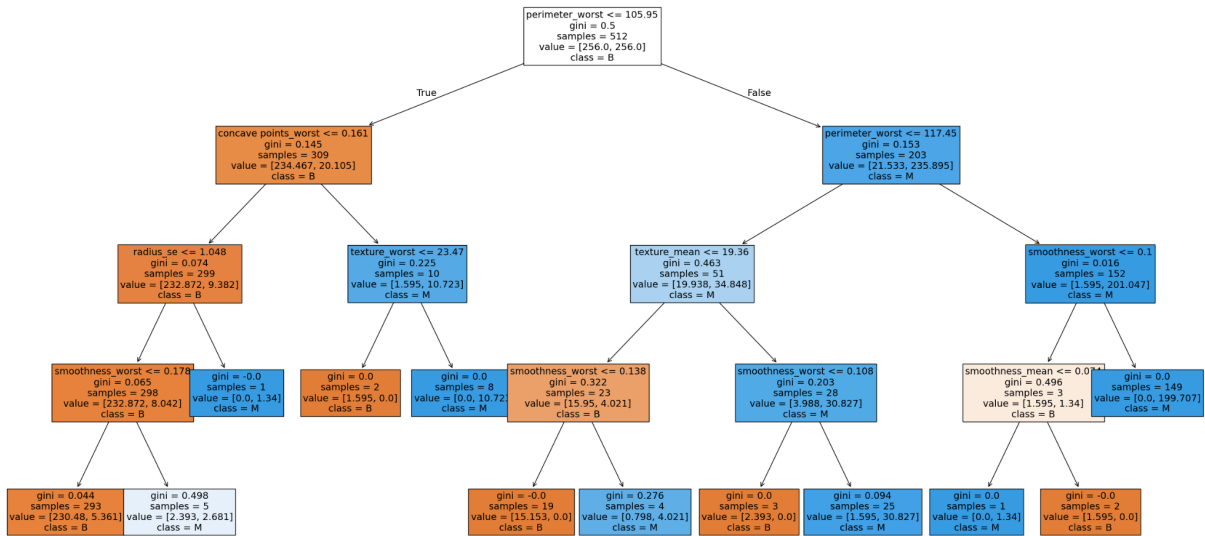 perimeter_worst <= 105.95
gini = 0.5
samples = 512
value = [256.0, 256.0]
class = B
True
False
concave points_worst <= 0.161
gini = 0.145
samples = 309
value = [234.467, 20.105]
class = B
perimeter_worst <= 117.45
gini = 0.153
samples = 203
value = [21.533, 235.895]
class = M
radius_se <= 1.048
gini = 0.074
samples = 299
value = [232.872, 9.382]
class = B
texture_worst <= 23.47
gini = 0.225
samples = 10
value = [1.595, 10.723]
class = M
texture_mean <= 19.36
gini = 0.463
samples = 51
value = [19.938, 34.848]
class = M
smoothness_worst <= 0.1
gini = 0.016
samples = 152
value = [1.595, 201.047]
class = M
smoothness_worst <= 0.178
gini = 0.065
samples = 298
value = [232.872, 8.042]
class = B
gini = -0.0
samples = 1
value = [0.0, 1.34]
class = M
gini = 0.0
samples = 2
value = [1.595, 0.0]
class = B
gini = 0.0
samples = 8
value = [0.0, 10.723
class = M
smoothness_worst <= 0.138
gini = 0.322
samples = 23
value = [15.95, 4.021]
class = B
smoothness_worst <= 0.108
gini = 0.203
samples = 28
value = [3.988, 30.827]
class = M
smoothness_mean <=
gini = 0.496
samples = 3
value = [1.595, 1.34]
class = B
gini = 0.0
samples = 149
value = [0.0, 199.707]
class = M
gini = 0.044
samples = 293
value = [230.48, 5.361]
class = B
gini = 0.498
samples = 5
value = [2.393, 2.681]
class = M
gini = -0.0
samples = 19
value = [15.153, 0.0]
class = B
gini = 0.276
samples = 4
value = [0.798, 4.021]
class = M
gini = 0.0
samples = 3
value = [2.393, 0.0]
class = B
gini = 0.094
samples = 25
value = [1.595, 30.827]
class = M
gini = 0.0
samples = 1
value = [0.0, 1.34]
class = M
gini = -0.0
samples = 2
value = [1.595, 0.0]
class = B